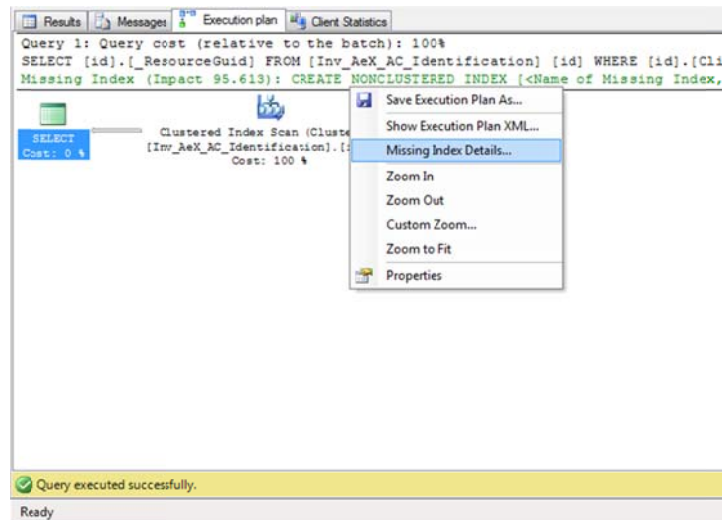 Results Messages Execution plan Client Statistics
Query 1: Query cost (relative to the batch): 100%
SELECT [id].[_ResourceGuid] FROM [Inv_AeX_AC_Identification] [id] WHERE [id].[Cli
Missing Index (Impact 95.613): CREATE NONCLUSTERED INDEX [<Name of Missing Index,
SELECT
Cost: 0 %
Clustered Index Scan (Cluste
[Inv_AeX_AC_Identification].[
Cost: 100 %
Save Execution Plan As...
Show Execution Plan XML...
Missing Index Details...
Zoom In
Zoom Out
Custom Zoom...
Zoom to Fit
Properties
Query executed successfully.
Ready